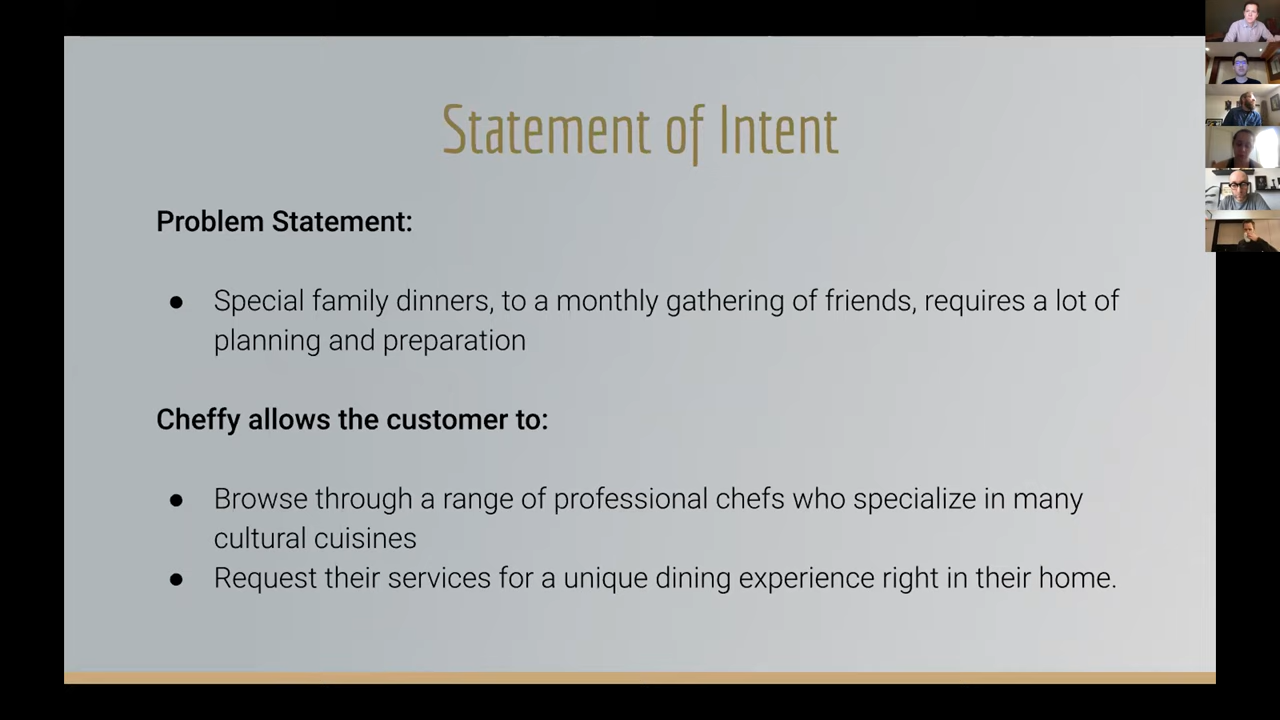 Statement of Intent
Problem Statement:
● Special family dinners, to a monthly gathering of friends, requires a lot of
planning and preparation
Cheffy allows the customer to:
● Browse through a range of professional chefs who specialize in many
cultural cuisines
● Request their services for a unique dining experience right in their home.